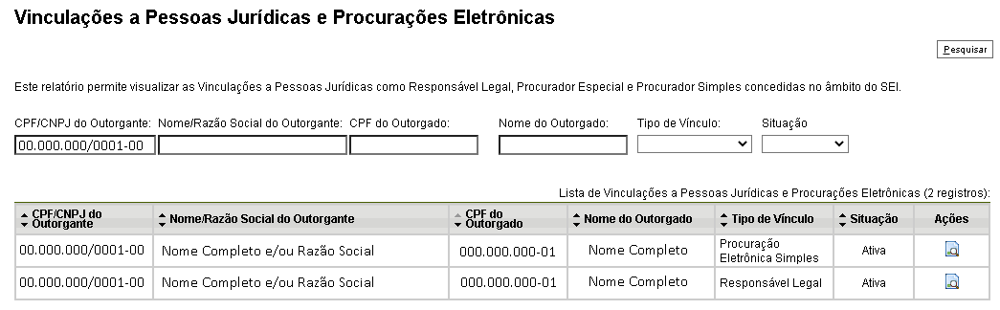 Vinculações a Pessoas Jurídicas e Procurações Eletrônicas
Pesquisar
Este relatório permite visualizar as Vinculações a Pessoas Jurídicas como Responsável Legal, Procurador Especial e Procurador Simples concedidas no âmbito do SEI.
CPF/CNPJ do Outorgante: Nome/Razão Social do Outorgante: CPF do Outorgado: Nome do Outorgado: Tipo de Vínculo: Situação
00.000.000/0001-00
Lista de Vinculações a Pessoas Jurídicas e Procurações Eletrônicas (2 registros):
CPF/CNPJ do Outorgante Nome/Razão Social do Outorgante CPF do Outorgado Nome do Outorgado Tipo de Vínculo Situação Ações
00.000.000/0001-00 Nome Completo e/ou Razão Social 000.000.000-01 Nome Completo Procuração Eletrônica Simples Ativa
00.000.000/0001-00 Nome Completo e/ou Razão Social 000.000.000-01 Nome Completo Responsável Legal Ativa